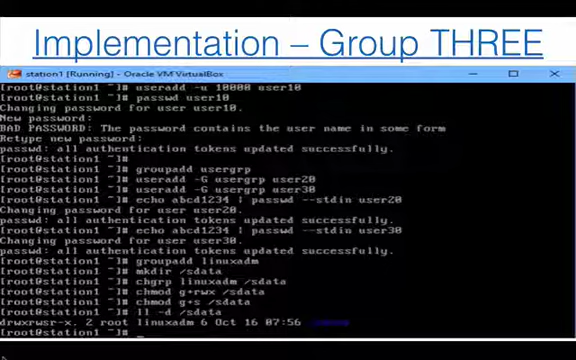 Implementation – Group THREE
station1 [Running] - Oracle VM VirtualBox
[root@station1 ~]# useradd -u 10000 user10
[root@station1 ~]# passwd user10
Changing password for user user10.
New password:
BAD PASSWORD: The password contains the user name in some form
Retype new password:
passwd: all authentication tokens updated successfully.
[root@station1 ~]#
[root@station1 ~]# groupadd usergrp
[root@station1 ~]# useradd -G usergrp user20
[root@station1 ~]# useradd -G usergrp user30
[root@station1 ~]# echo abcd1234 | passwd --stdin user20
Changing password for user user20.
passwd: all authentication tokens updated successfully.
[root@station1 ~]# echo abcd1234 | passwd --stdin user30
Changing password for user user30.
passwd: all authentication tokens updated successfully.
[root@station1 ~]# groupadd linuxadm
[root@station1 ~]# mkdir /sdata
[root@station1 ~]# chgrp linuxadm /sdata
[root@station1 ~]# chmod g+rwx /sdata
[root@station1 ~]# chmod g+s /sdata
[root@station1 ~]# ll -d /sdata
drwxrwsr-x. 2 root linuxadm 6 Oct 16 07:56
[root@station1 ~]# _